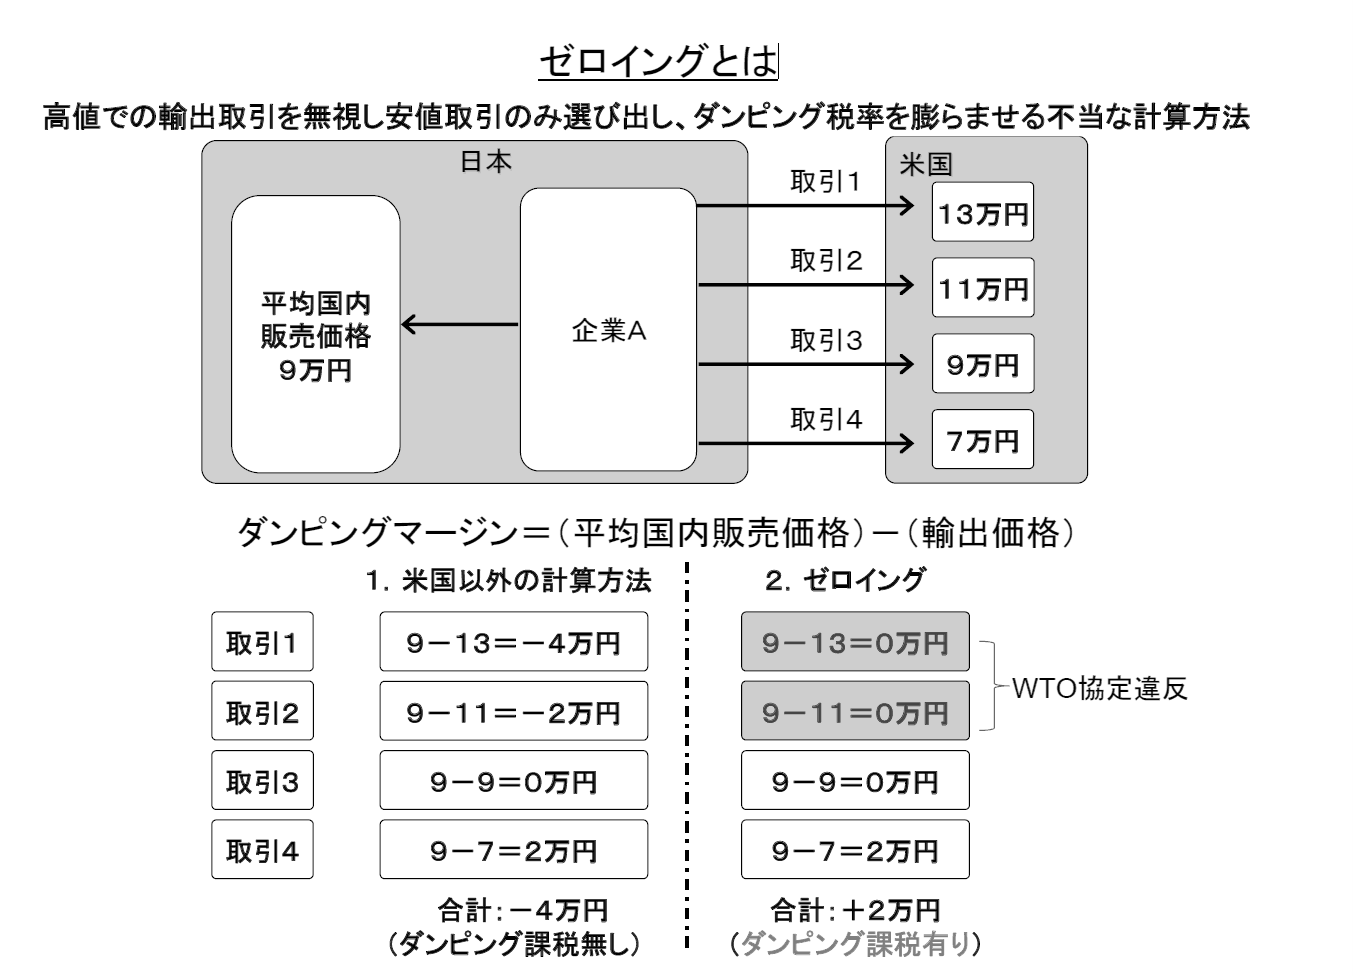 ゼロイングとは
高値での輸出取引を無視し安値取引のみ選び出し、ダンピング税率を膨らませる不当な計算方法
日本
米国
平均国内
販売価格
9万円
企業A
取引1
13万円
取引2
11万円
取引3
9万円
取引4
7万円
ダンピングマージン＝（平均国内販売価格）－（輸出価格）
1．米国以外の計算方法
2．ゼロイング
取引1
9－13＝－4万円
9－13＝0万円
取引2
9－11＝－2万円
9－11＝0万円
WTO協定違反
取引3
9－9＝0万円
9－9＝0万円
取引4
9－7＝2万円
9－7＝2万円
合計：－4万円
（ダンピング課税無し）
合計：＋2万円
（ダンピング課税有り）